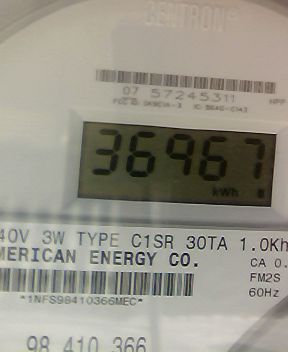 CENTRON®
07 57245311
36967
kWh
40V 3W TYPE C1SR 30TA 1.0Kh
MERICAN ENERGY CO.
CA 0.
FM2S
*1NFS98410366MEC*
60Hz
98 410 366